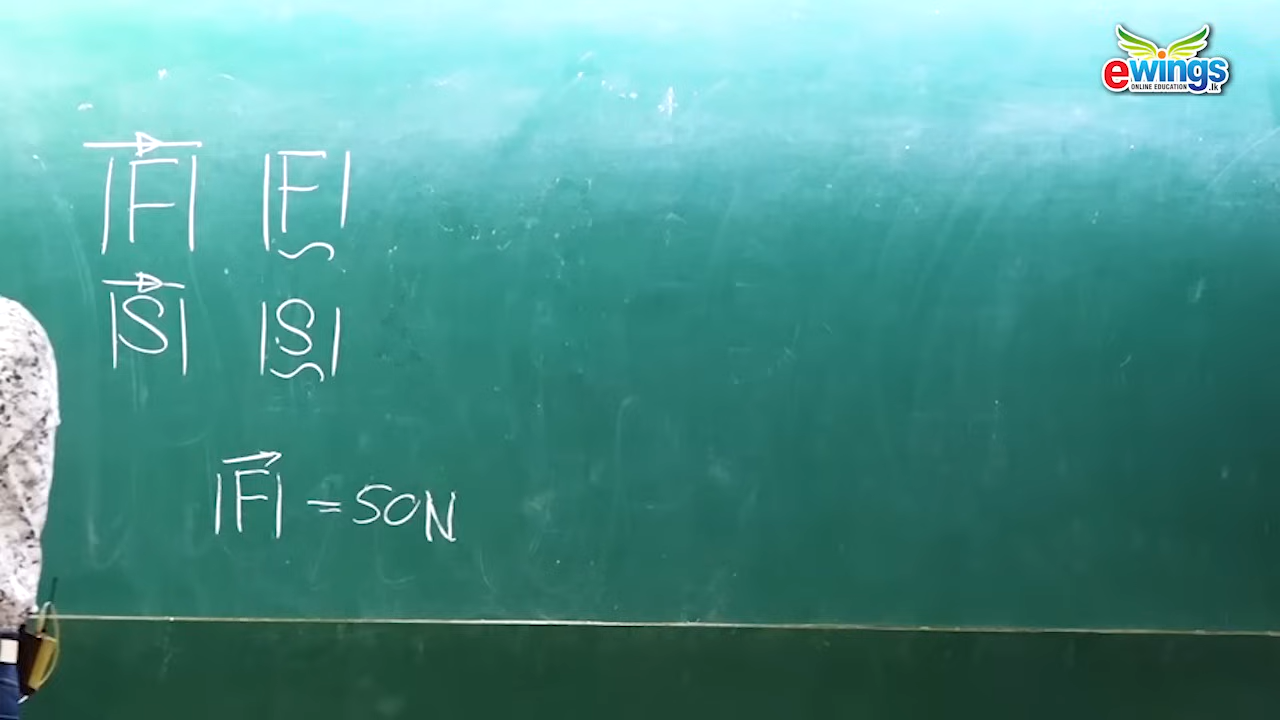 |F⃗| |F̰|
|S⃗| |S̰|
|F⃗| = 50N
ewings.lk
ONLINE EDUCATION